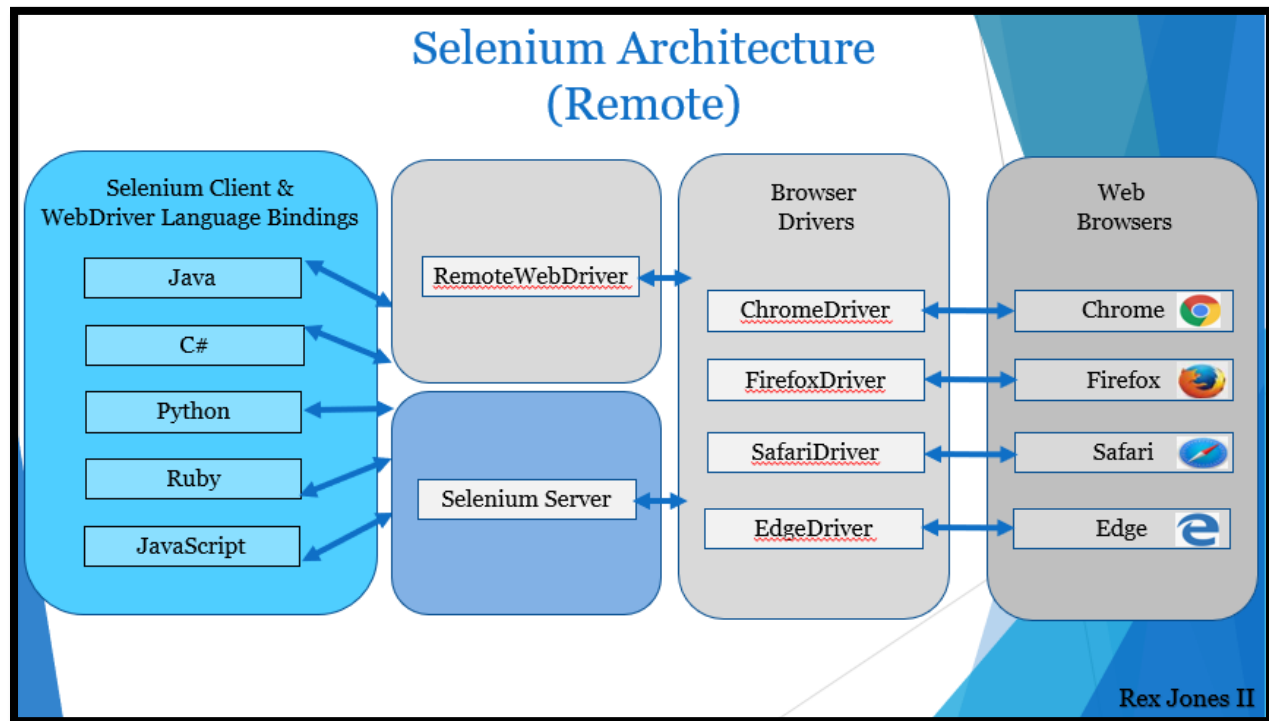 Selenium Architecture
(Remote)
Selenium Client &
WebDriver Language Bindings
Java
C#
Python
Ruby
JavaScript
RemoteWebDriver
Selenium Server
Browser
Drivers
ChromeDriver
FirefoxDriver
SafariDriver
EdgeDriver
Web
Browsers
Chrome
Firefox
Safari
Edge
Rex Jones II